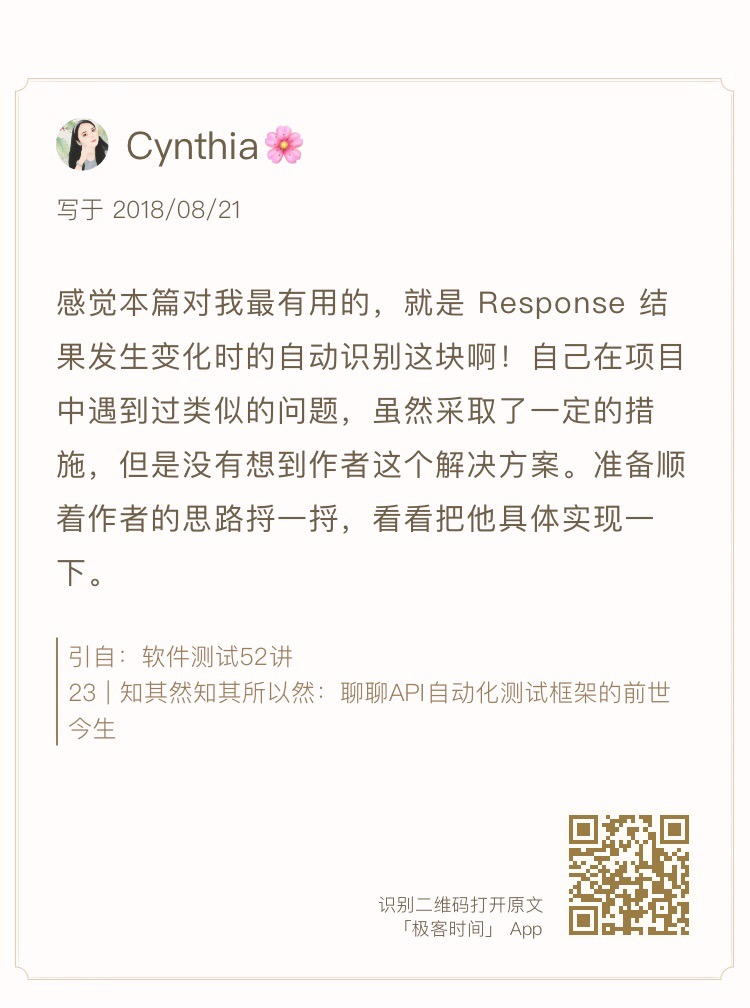 Cynthia🌸
写于 2018/08/21
感觉本篇对我最有用的，就是 Response 结
果发生变化时的自动识别这块啊！自己在项目
中遇到过类似的问题，虽然采取了一定的措
施，但是没有想到作者这个解决方案。准备顺
着作者的思路捋一捋，看看把他具体实现一
下。
引自：软件测试52讲
23 | 知其然知其所以然：聊聊API自动化测试框架的前世
今生
识别二维码打开原文
「极客时间」 App